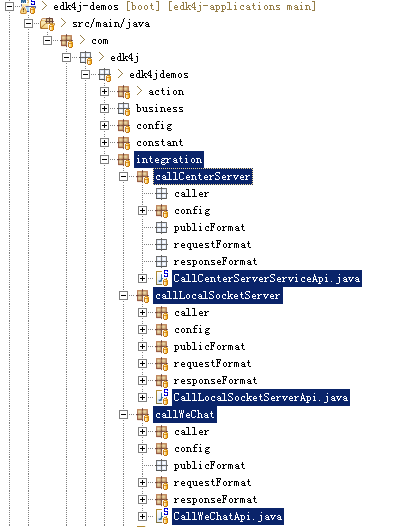 > edk4j-demos [boot] [edk4j-applications main]
> src/main/java
> com
> edk4j
> edk4jdemos
> action
business
config
constant
integration
callCenterServer
caller
config
publicFormat
requestFormat
responseFormat
CallCenterServerServiceApi.java
callLocalSocketServer
caller
config
publicFormat
requestFormat
responseFormat
CallLocalSocketServerApi.java
callWeChat
caller
config
publicFormat
requestFormat
responseFormat
CallWeChatApi.java